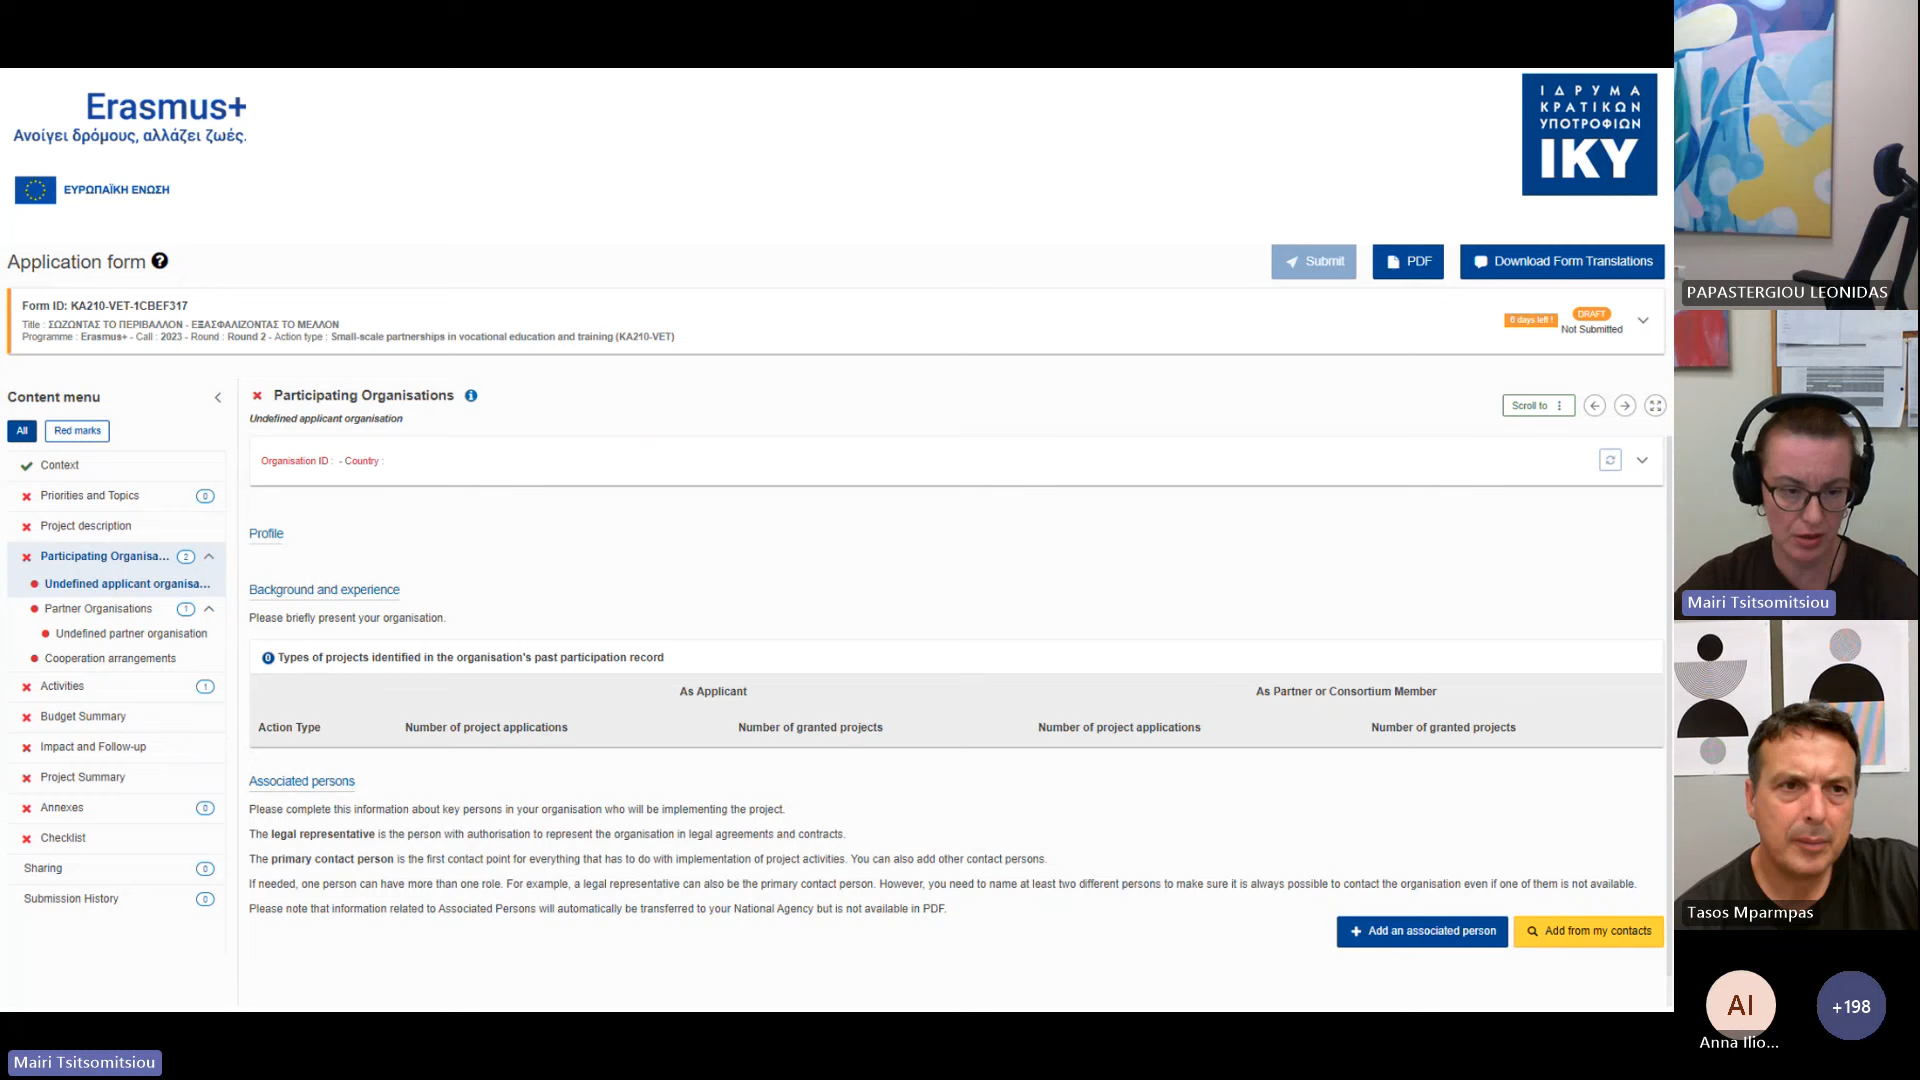 Erasmus+
Ανοίγει δρόμους, αλλάζει ζωές.
ΕΥΡΩΠΑΪΚΗ ΕΝΩΣΗ
ΙΔΡΥΜΑ
ΚΡΑΤΙΚΩΝ
ΥΠΟΤΡΟΦΙΩΝ
IKY
Application form
Submit
PDF
Download Form Translations
Form ID: KA210-VET-1CBEF317
Title : ΣΩΖΟΝΤΑΣ ΤΟ ΠΕΡΙΒΑΛΛΟΝ - ΕΞΑΣΦΑΛΙΖΟΝΤΑΣ ΤΟ ΜΕΛΛΟΝ
Programme : Erasmus+ - Call : 2023 - Round : Round 2 - Action type : Small-scale partnerships in vocational education and training (KA210-VET)
6 days left !
DRAFT
Not Submitted
Content menu
All
Red marks
Context
Priorities and Topics 0
Project description
Participating Organisa... 2
Undefined applicant organisa...
Partner Organisations 1
Undefined partner organisation
Cooperation arrangements
Activities 1
Budget Summary
Impact and Follow-up
Project Summary
Annexes 0
Checklist
Sharing 0
Submission History 0
Participating Organisations
Undefined applicant organisation
Scroll to
Organisation ID : - Country :
Profile
Background and experience
Please briefly present your organisation.
0 Types of projects identified in the organisation's past participation record
As Applicant
As Partner or Consortium Member
Action Type
Number of project applications
Number of granted projects
Number of project applications
Number of granted projects
Associated persons
Please complete this information about key persons in your organisation who will be implementing the project.
The legal representative is the person with authorisation to represent the organisation in legal agreements and contracts.
The primary contact person is the first contact point for everything that has to do with implementation of project activities. You can also add other contact persons.
If needed, one person can have more than one role. For example, a legal representative can also be the primary contact person. However, you need to name at least two different persons to make sure it is always possible to contact the organisation even if one of them is not available.
Please note that information related to Associated Persons will automatically be transferred to your National Agency but is not available in PDF.
Add an associated person
Add from my contacts
PAPASTERGIOU LEONIDAS
Mairi Tsitsomitsiou
Tasos Mparmpas
AI
Anna Ilio...
+198
Mairi Tsitsomitsiou